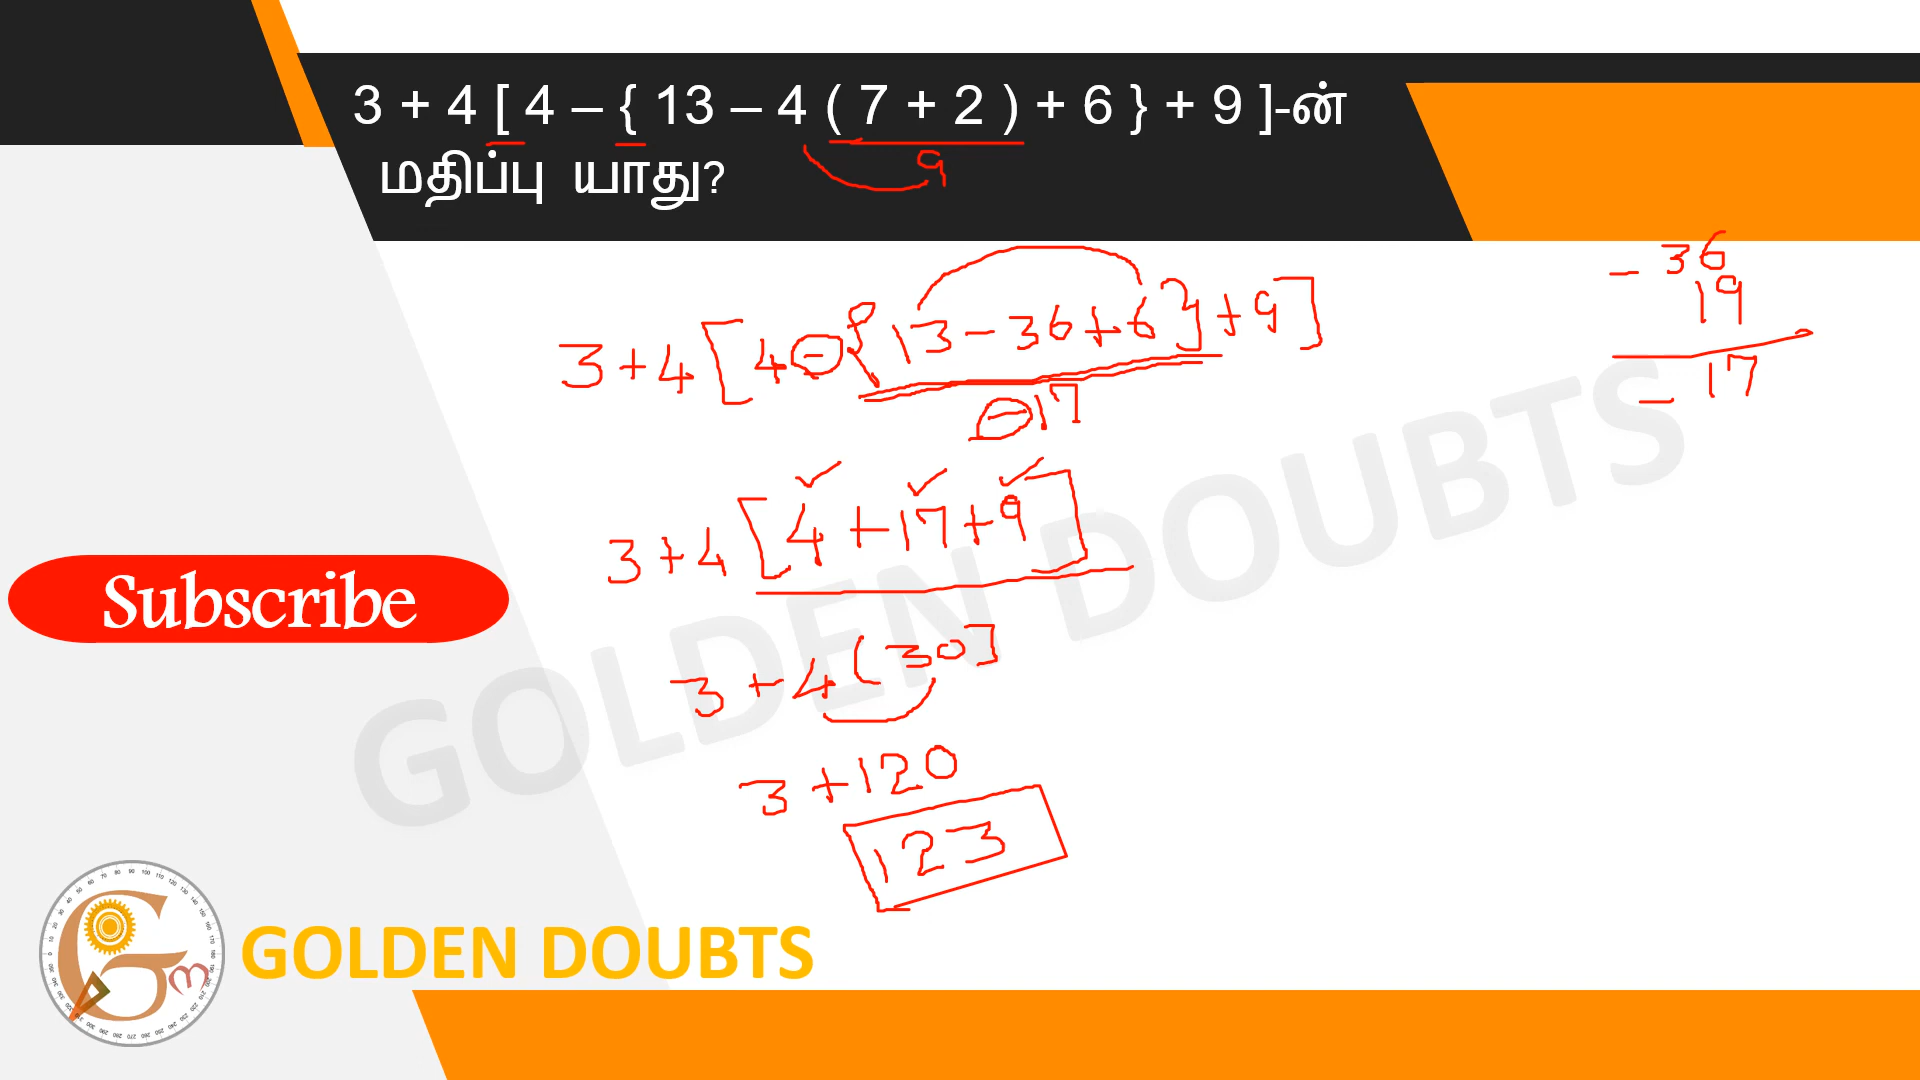 3 + 4 [ 4 – { 13 – 4 ( 7 + 2 ) + 6 } + 9 ]-ன்
மதிப்பு யாது?
9
3 + 4 [ 4 - { 13 - 36 + 6 } + 9 ]
- 17
- 36
19
- 17
3 + 4 [ 4 + 17 + 9 ]
3 + 4 ( 30 ]
3 + 120
123
Subscribe
GOLDEN DOUBTS
GOLDEN DOUBTS